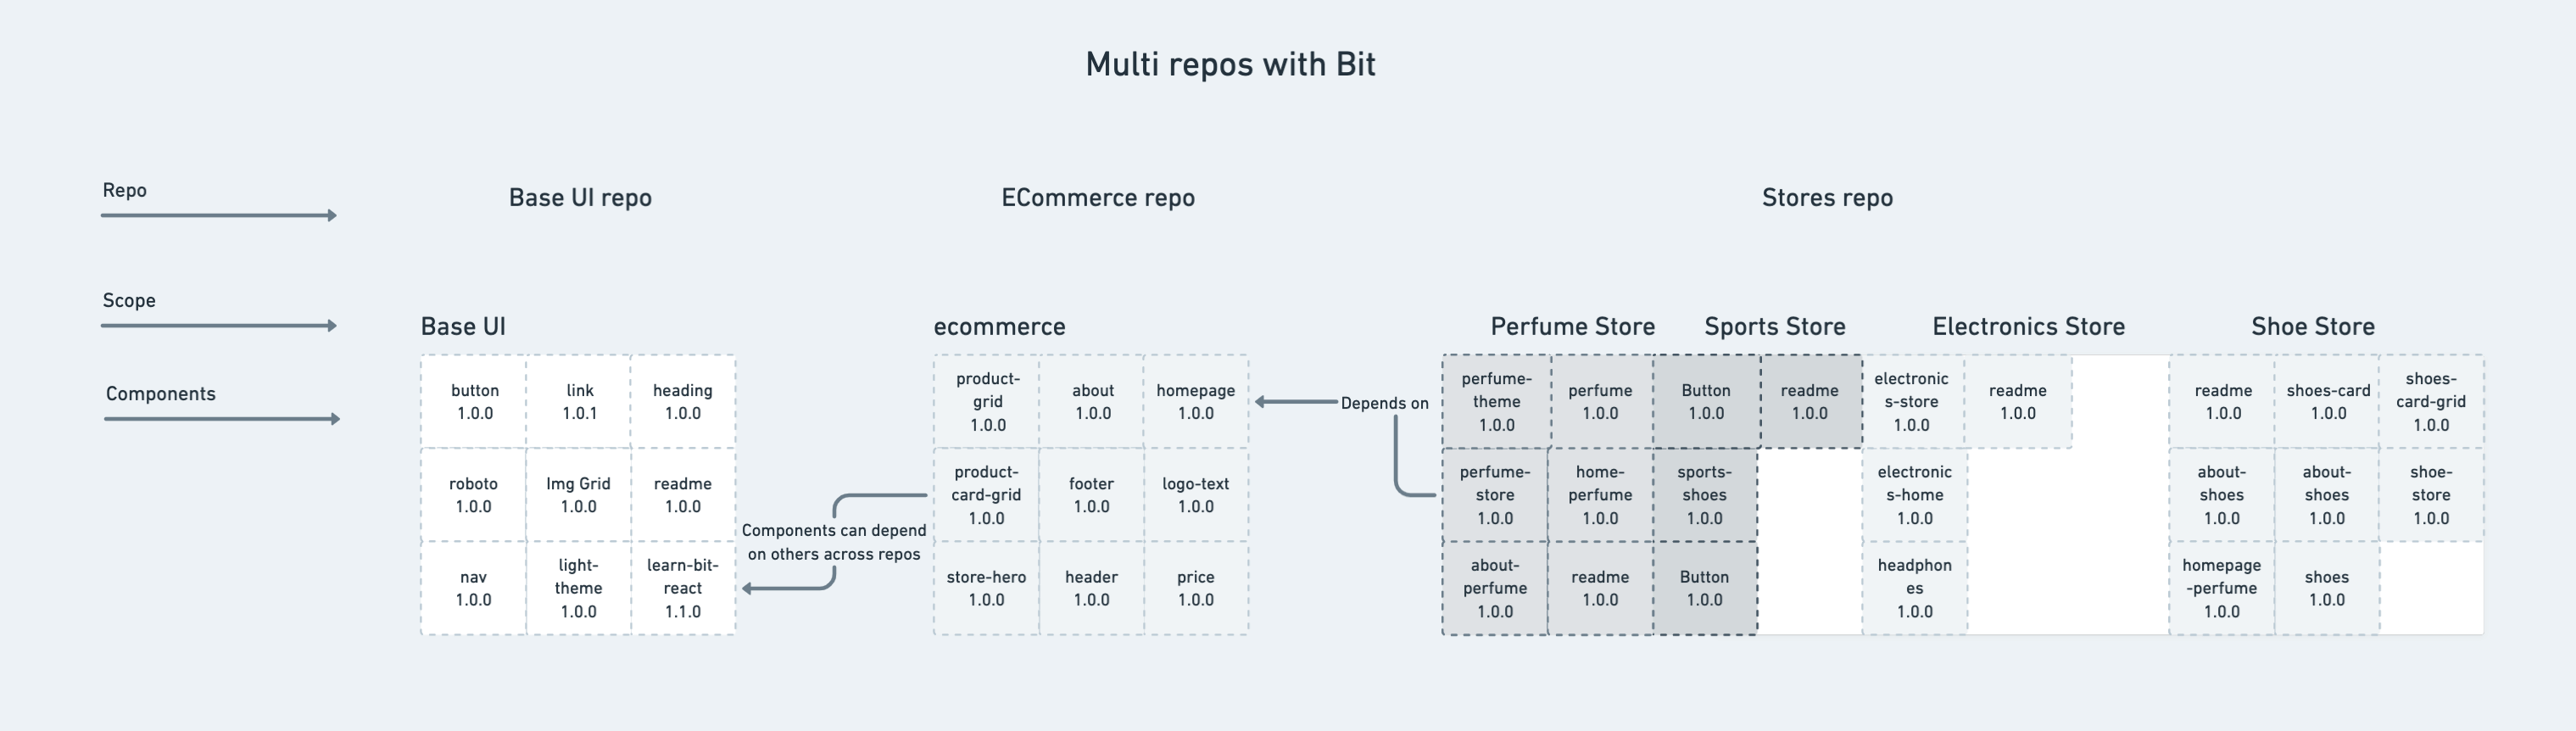 Multi repos with Bit
Repo
Base UI repo
ECommerce repo
Stores repo
Scope
Base UI
ecommerce
Perfume Store
Sports Store
Electronics Store
Shoe Store
Components
button
1.0.0
link
1.0.1
heading
1.0.0
roboto
1.0.0
Img Grid
1.0.0
readme
1.0.0
nav
1.0.0
light-
theme
1.0.0
learn-bit-
react
1.1.0
Components can depend
on others across repos
product-
grid
1.0.0
about
1.0.0
homepage
1.0.0
product-
card-grid
1.0.0
footer
1.0.0
logo-text
1.0.0
store-hero
1.0.0
header
1.0.0
price
1.0.0
Depends on
perfume-
theme
1.0.0
perfume
1.0.0
perfume-
store
1.0.0
home-
perfume
1.0.0
about-
perfume
1.0.0
readme
1.0.0
Button
1.0.0
readme
1.0.0
sports-
shoes
1.0.0
Button
1.0.0
electronic
s-store
1.0.0
readme
1.0.0
electronic
s-home
1.0.0
headphon
es
1.0.0
readme
1.0.0
shoes-card
1.0.0
shoes-
card-grid
1.0.0
about-
shoes
1.0.0
about-
shoes
1.0.0
shoe-
store
1.0.0
homepage
-perfume
1.0.0
shoes
1.0.0